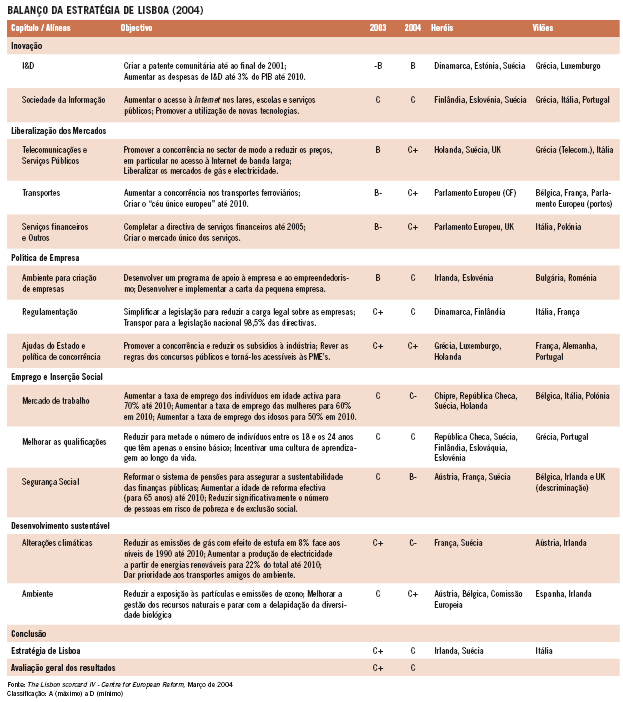 BALANÇO DA ESTRATÉGIA DE LISBOA (2004)
Capítulo / Alíneas Objectivo 2003 2004 Heróis Vilões
Inovação
I&D Criar a patente comunitária até ao final de 2001; -B B Dinamarca, Estónia, Suécia Grécia, Luxemburgo
Aumentar as despesas de I&D até 3% do PIB até 2010.
Sociedade da Informação Aumentar o acesso à Internet nos lares, escolas e serviços C C Finlândia, Eslovénia, Suécia Grécia, Itália, Portugal
públicos; Promover a utilização de novas tecnologias.
Liberalização dos Mercados
Telecomunicações e Promover a concorrência no sector de modo a reduzir os preços, B C+ Holanda, Suécia, UK Grécia (Telecom.), Itália
Serviços Públicos em particular no acesso à Internet de banda larga;
Liberalizar os mercados de gás e electricidade.
Transportes Aumentar a concorrência nos transportes ferroviários; B- C+ Parlamento Europeu (CF) Bélgica, França, Parla-
Criar o "céu único europeu" até 2010. mento Europeu (portos)
Serviços financeiros Completar a directiva de serviços financeiros até 2005; B- C+ Parlamento Europeu, UK Itália, Polónia
e Outros Criar o mercado único dos serviços.
Política de Empresa
Ambiente para criação Desenvolver um programa de apoio à empresa e ao empreendedoris- B C Irlanda, Eslovénia Bulgária, Roménia
de empresas mo; Desenvolver e implementar a carta da pequena empresa.
Regulamentação Simplificar a legislação para reduzir a carga legal sobre as empresas; C+ C Dinamarca, Finlândia Itália, França
Transpor para a legislação nacional 98,5% das directivas.
Ajudas do Estado e Promover a concorrência e reduzir os subsídios à indústria; Rever as C+ C+ Grécia, Luxemburgo, França, Alemanha,
política de concorrência regras dos concursos públicos e torná-los acessíveis às PME's. Holanda Portugal
Emprego e Inserção Social
Mercado de trabalho Aumentar a taxa de emprego dos indivíduos em idade activa para C C- Chipre, República Checa, Bélgica, Itália, Polónia
70% até 2010; Aumentar a taxa de emprego das mulheres para 60% Suécia, Holanda
em 2010; Aumentar a taxa de emprego dos idosos para 50% em 2010.
Melhorar as qualificações Reduzir para metade o número de indivíduos entre os 18 e os 24 anos C C República Checa, Suécia, Grécia, Portugal
que têm apenas o ensino básico; Incentivar uma cultura de aprendiza- Finlândia, Eslováquia,
gem ao longo da vida. Eslovénia
Segurança Social Reformar o sistema de pensões para assegurar a sustentabilidade C B- Aústria, França, Suécia Bélgica, Irlanda e UK
das finanças públicas; Aumentar a idade de reforma efectiva (descriminação)
(para 65 anos) até 2010; Reduzir significativamente o número
de pessoas em risco de pobreza e de exclusão social.
Desenvolvimento sustentável
Alterações climáticas Reduzir as emissões de gás com efeito de estufa em 8% face aos C+ C- França, Suécia Aústria, Irlanda
níveis de 1990 até 2010; Aumentar a produção de electricidade
a partir de energias renováveis para 22% do total até 2010;
Dar prioridade aos transportes amigos do ambiente.
Ambiente Reduzir a exposição às partículas e emissões de ozono; Melhorar a C C+ Aústria, Bélgica, Comissão Espanha, Irlanda
gestão dos recursos naturais e parar com a delapidação da diversi- Europeia
dade biológica
Conclusão
Estratégia de Lisboa C+ C Irlanda, Suécia Itália
Avaliação geral dos resultados C+ C
Fonte: The Lisbon scorcard IV - Centre for European Reform, Março de 2004
Classificação: A (máximo) a D (mínimo)